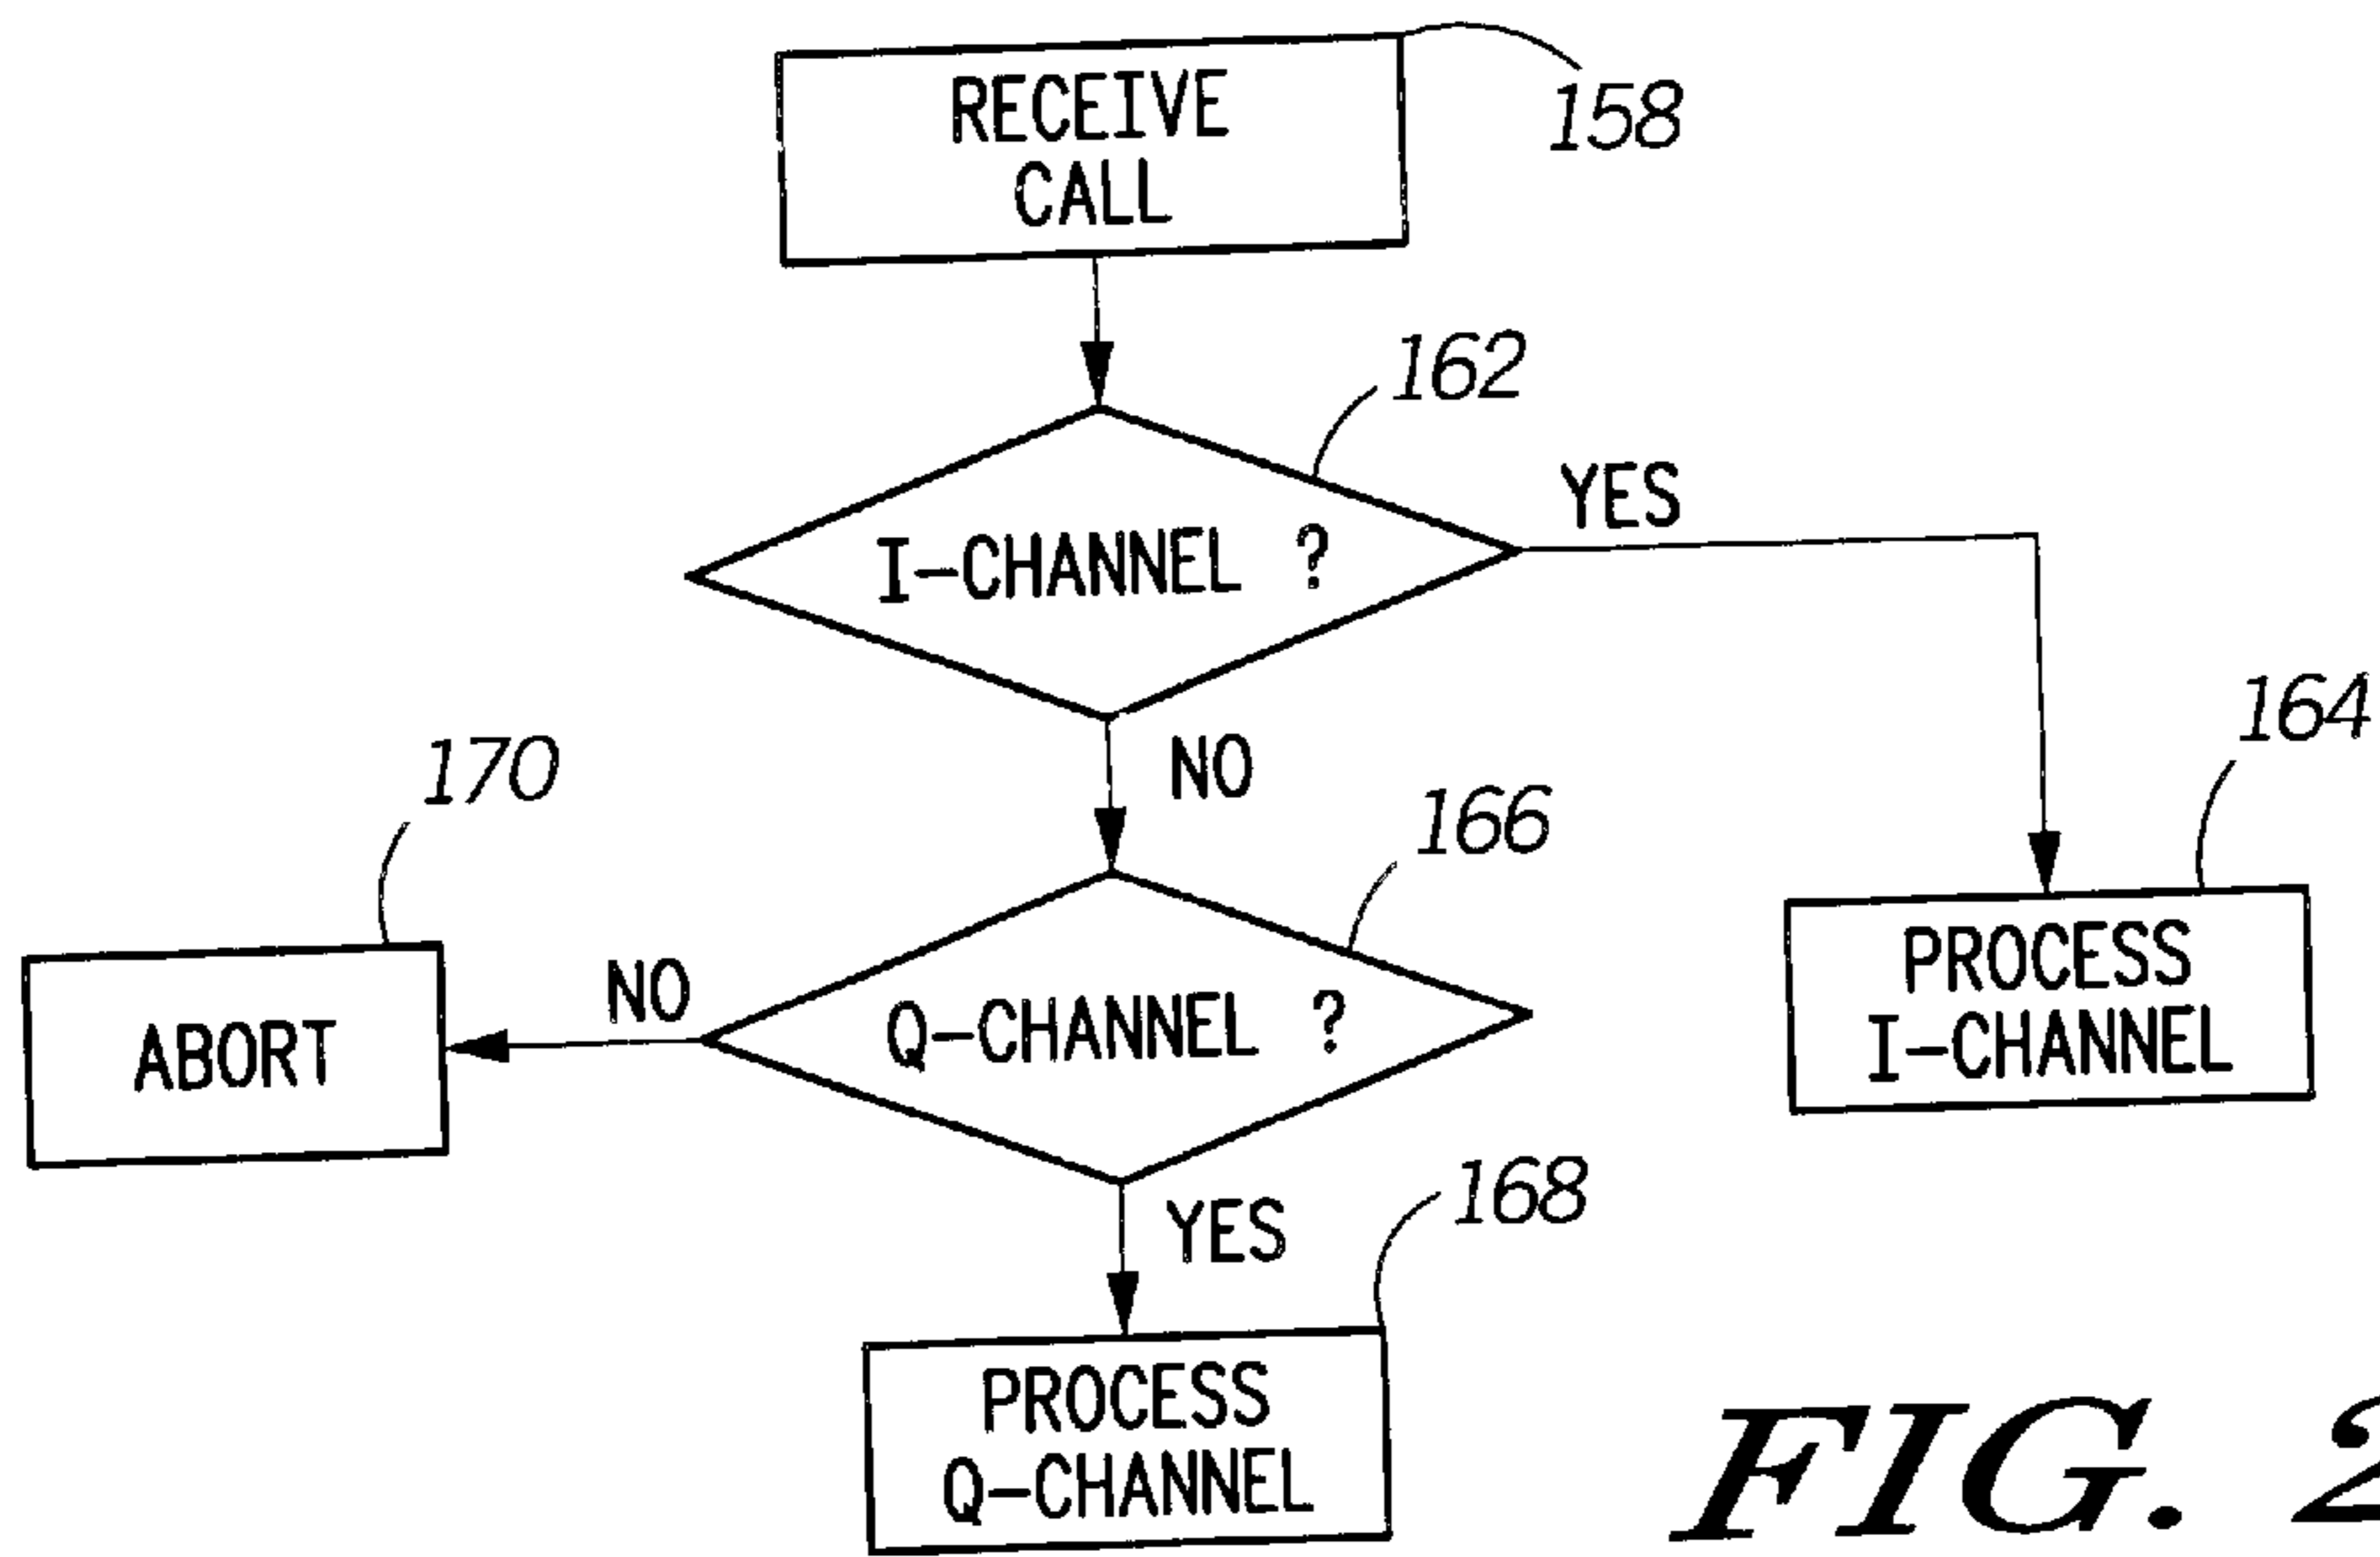 RECEIVE
CALL
158
162
I-CHANNEL ?
YES
NO
164
PROCESS
I-CHANNEL
166
Q-CHANNEL ?
NO
170
ABORT
YES
168
PROCESS
Q-CHANNEL
FIG. 2